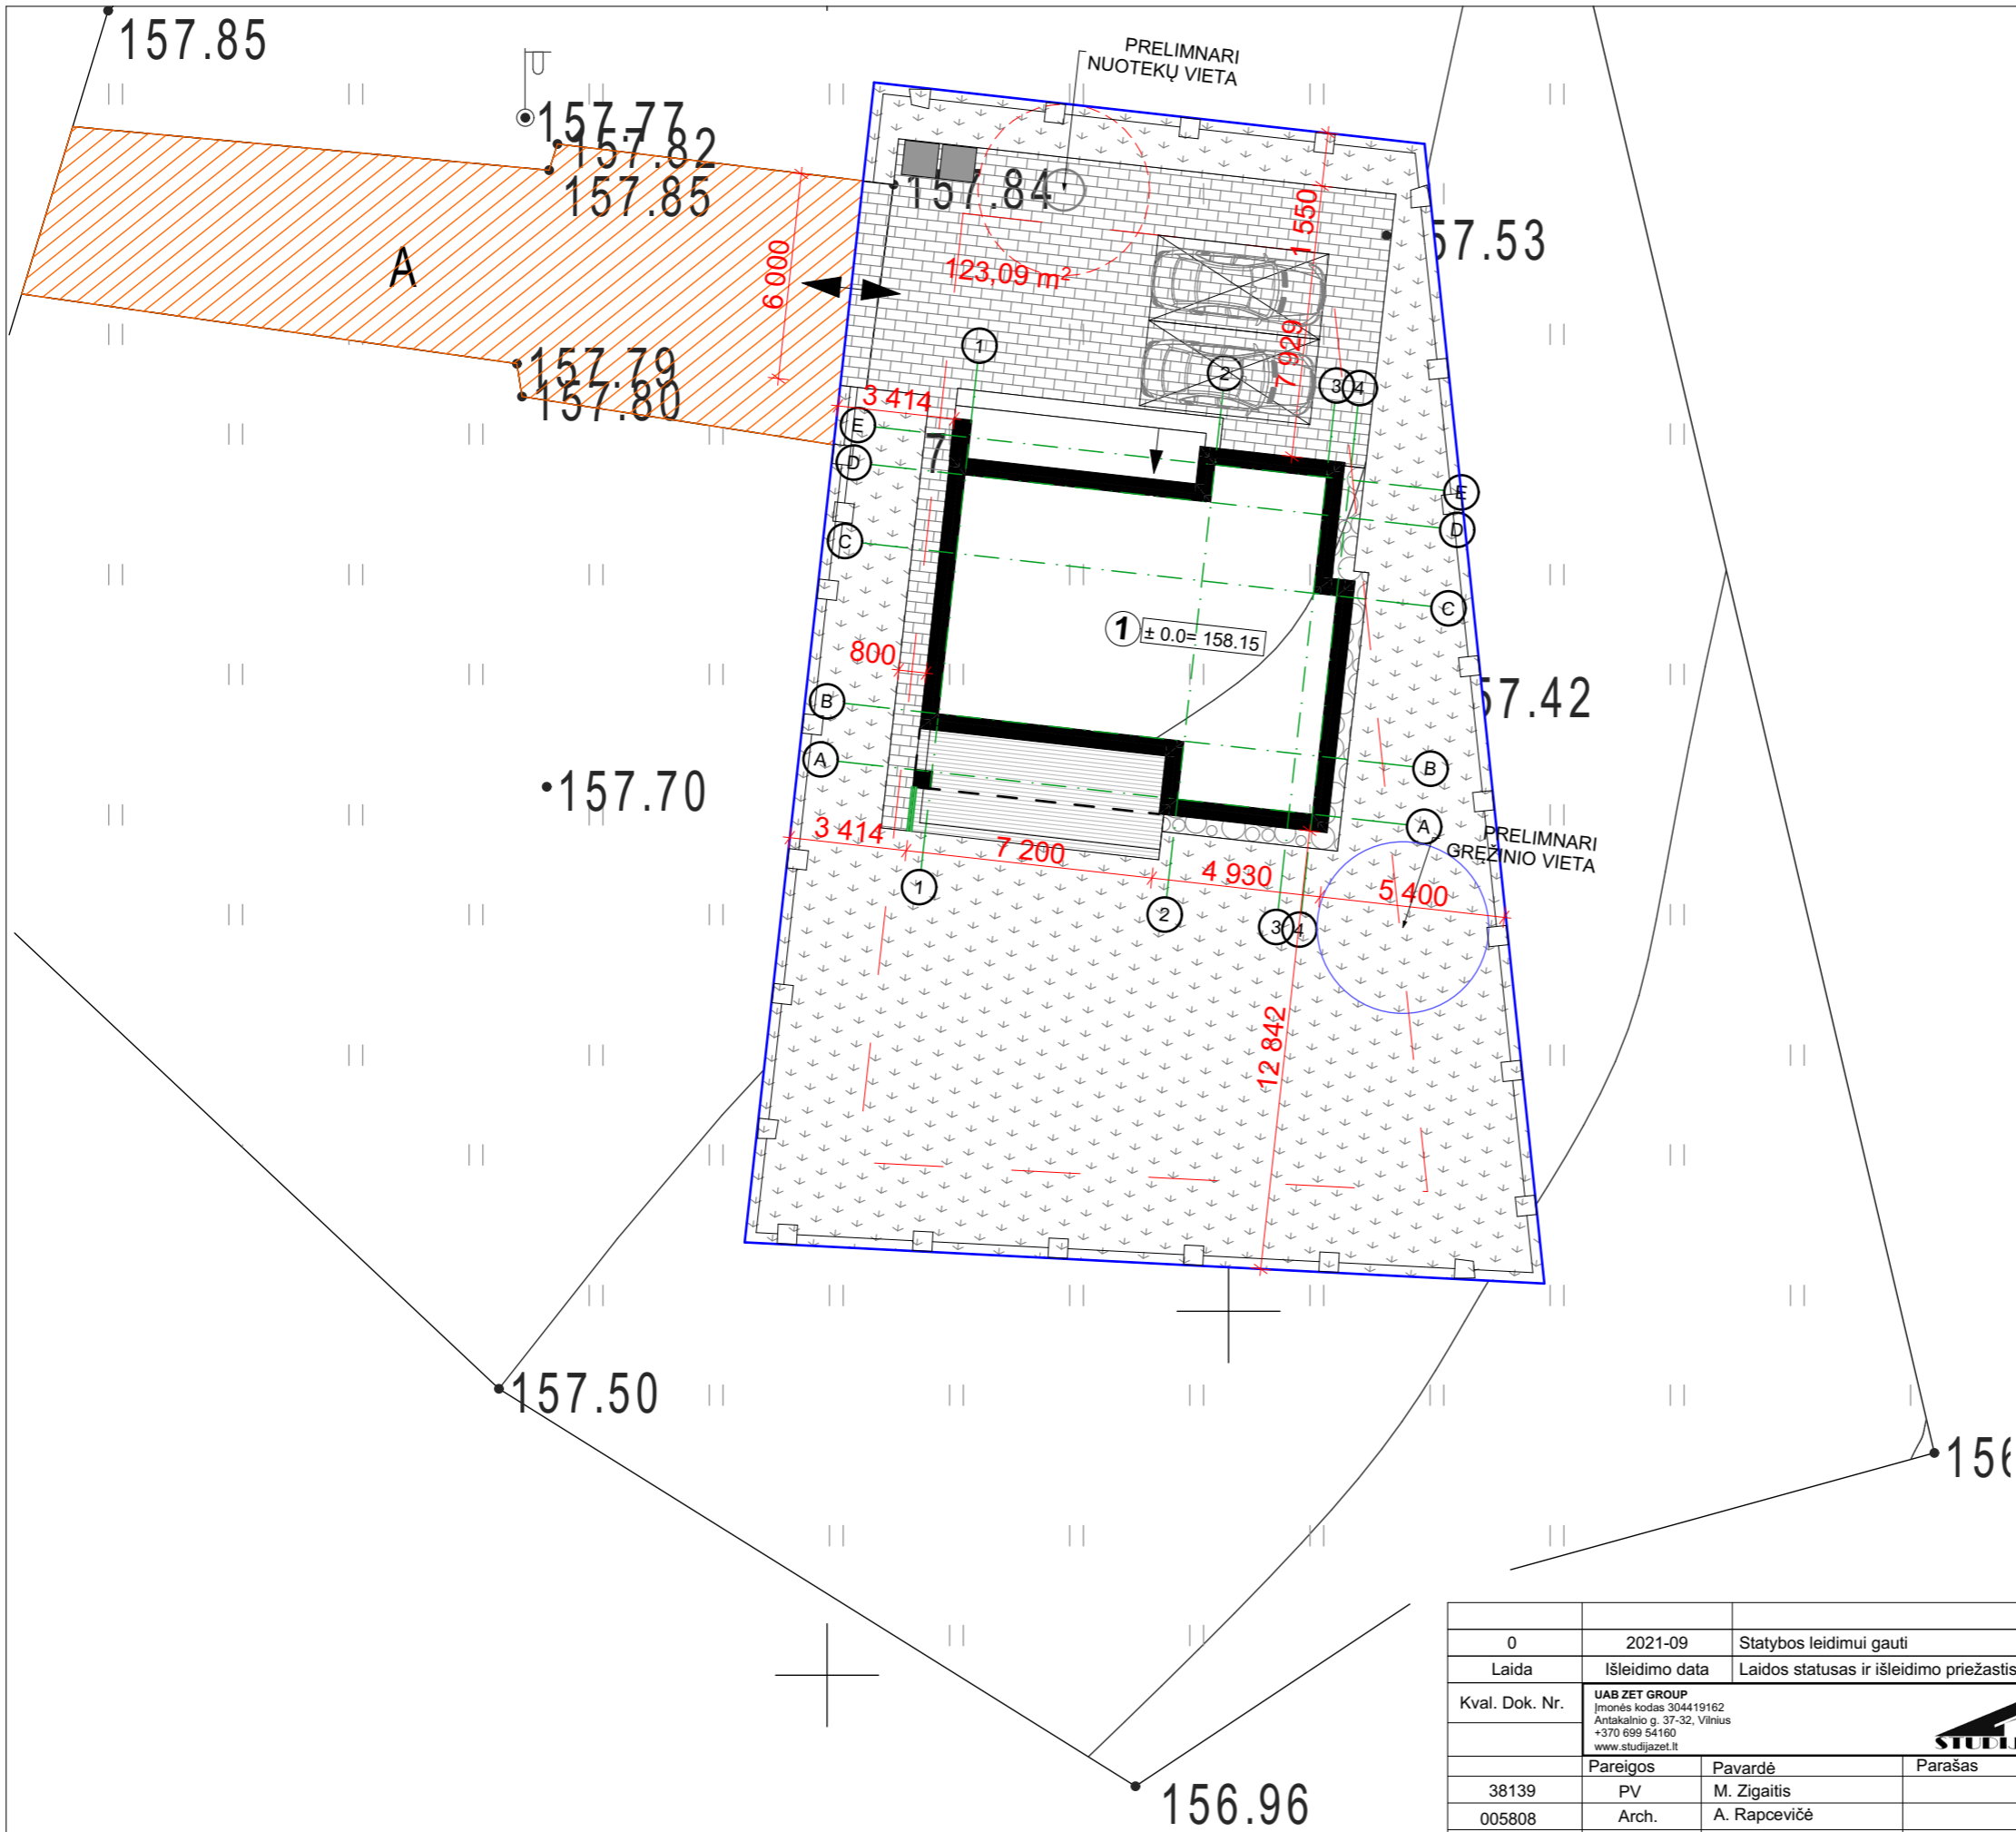 157.85
PRELIMNARI
NUOTEKŲ VIETA
157.77
157.82
157.85
157.84
57.53
A
6 000
123,09 m²
1 550
7 929
157.79
157.80
3 414
7
1
2
3
4
E
D
C
B
A
E
D
C
B
A
1
± 0.0= 158.15
800
57.42
157.70
PRELIMNARI
GRĘŽINIO VIETA
3 414
7 200
4 930
5 400
1
2
3
4
12 842
157.50
156
156.96
0
2021-09
Statybos leidimui gauti
Laida
Išleidimo data
Laidos statusas ir išleidimo priežastis
Kval. Dok. Nr.
UAB ZET GROUP
Įmonės kodas 304419162
Antakalnio g. 37-32, Vilnius
+370 699 54160
www.studijazet.lt
Pareigos
Pavardė
Parašas
38139
PV
M. Zigaitis
005808
Arch.
A. Rapcevičė